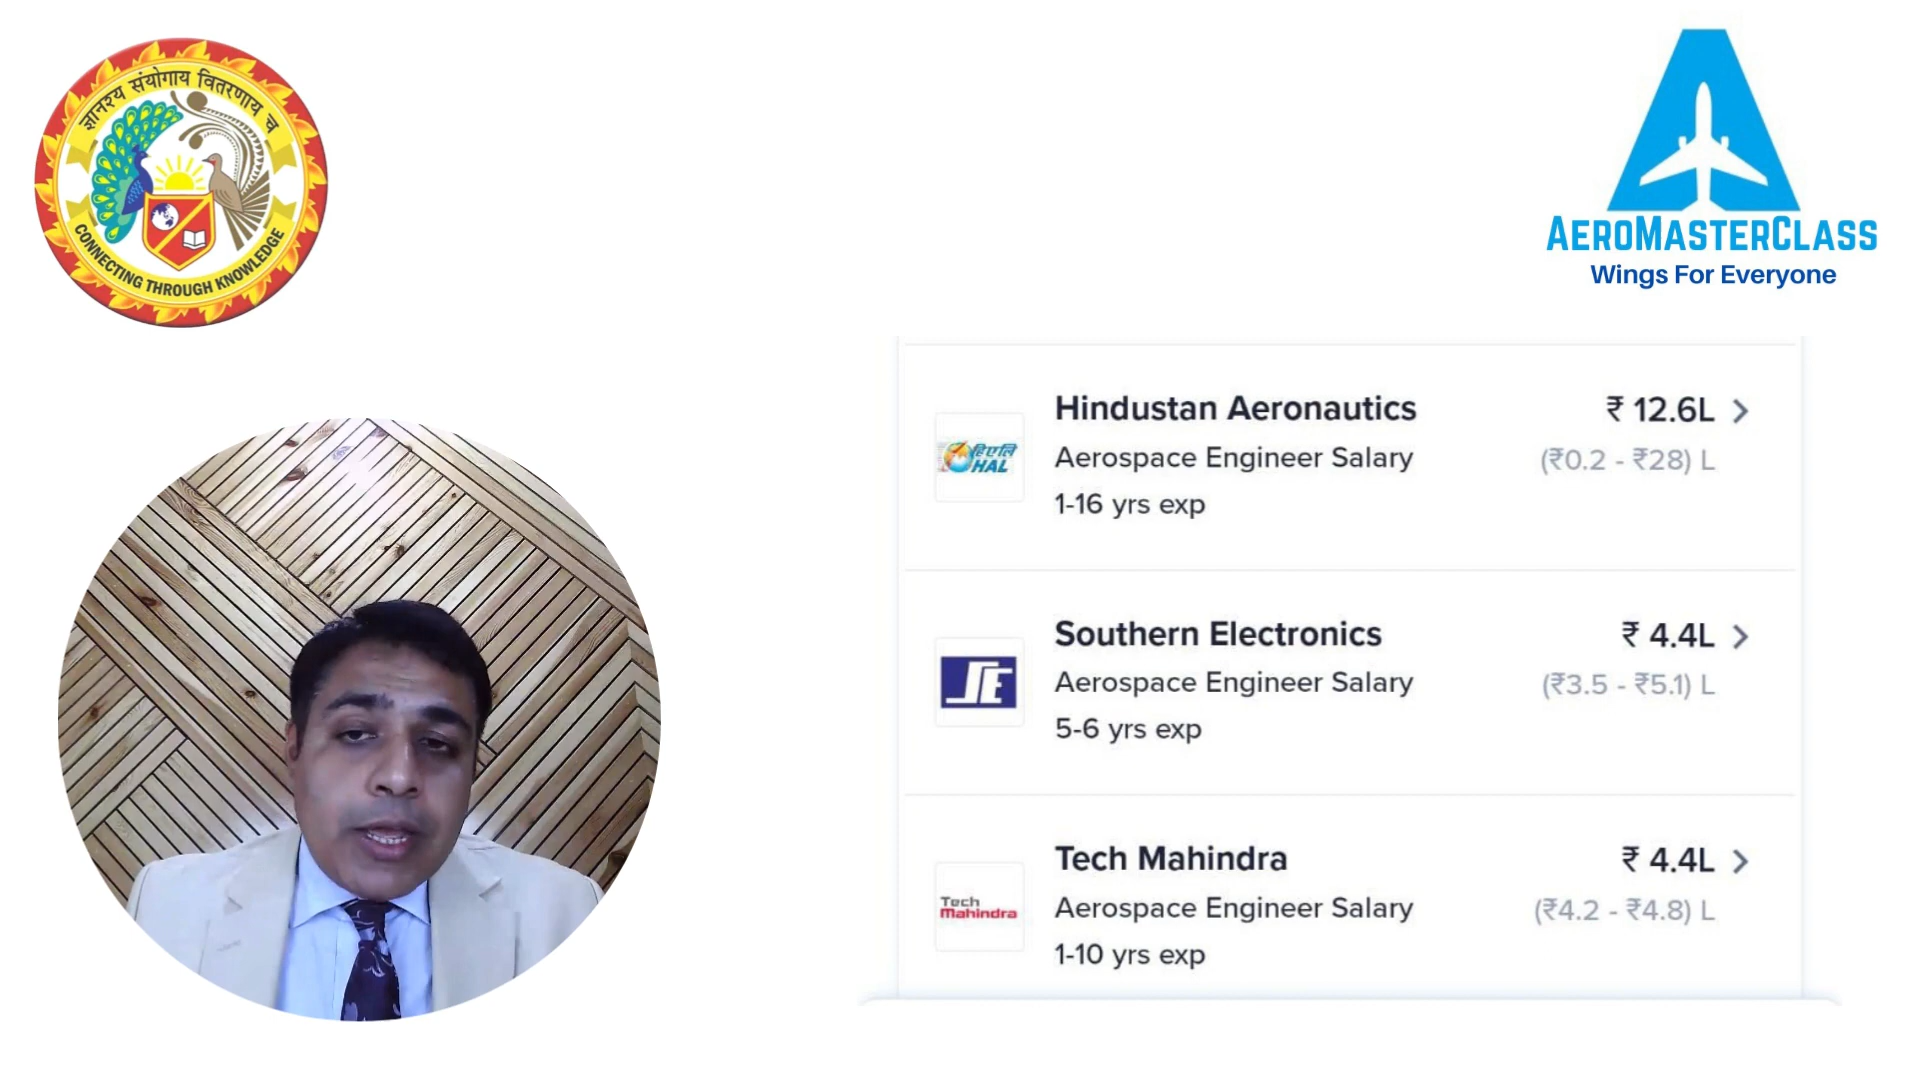 ज्ञानश्य संयोगाय वितरणाय च
CONNECTING THROUGH KNOWLEDGE
AEROMASTERCLASS
Wings For Everyone
हिएलि
HAL
Hindustan Aeronautics
₹ 12.6L
Aerospace Engineer Salary
(₹0.2 - ₹28) L
1-16 yrs exp
SE
Southern Electronics
₹ 4.4L
Aerospace Engineer Salary
(₹3.5 - ₹5.1) L
5-6 yrs exp
Tech
Mahindra
Tech Mahindra
₹ 4.4L
Aerospace Engineer Salary
(₹4.2 - ₹4.8) L
1-10 yrs exp